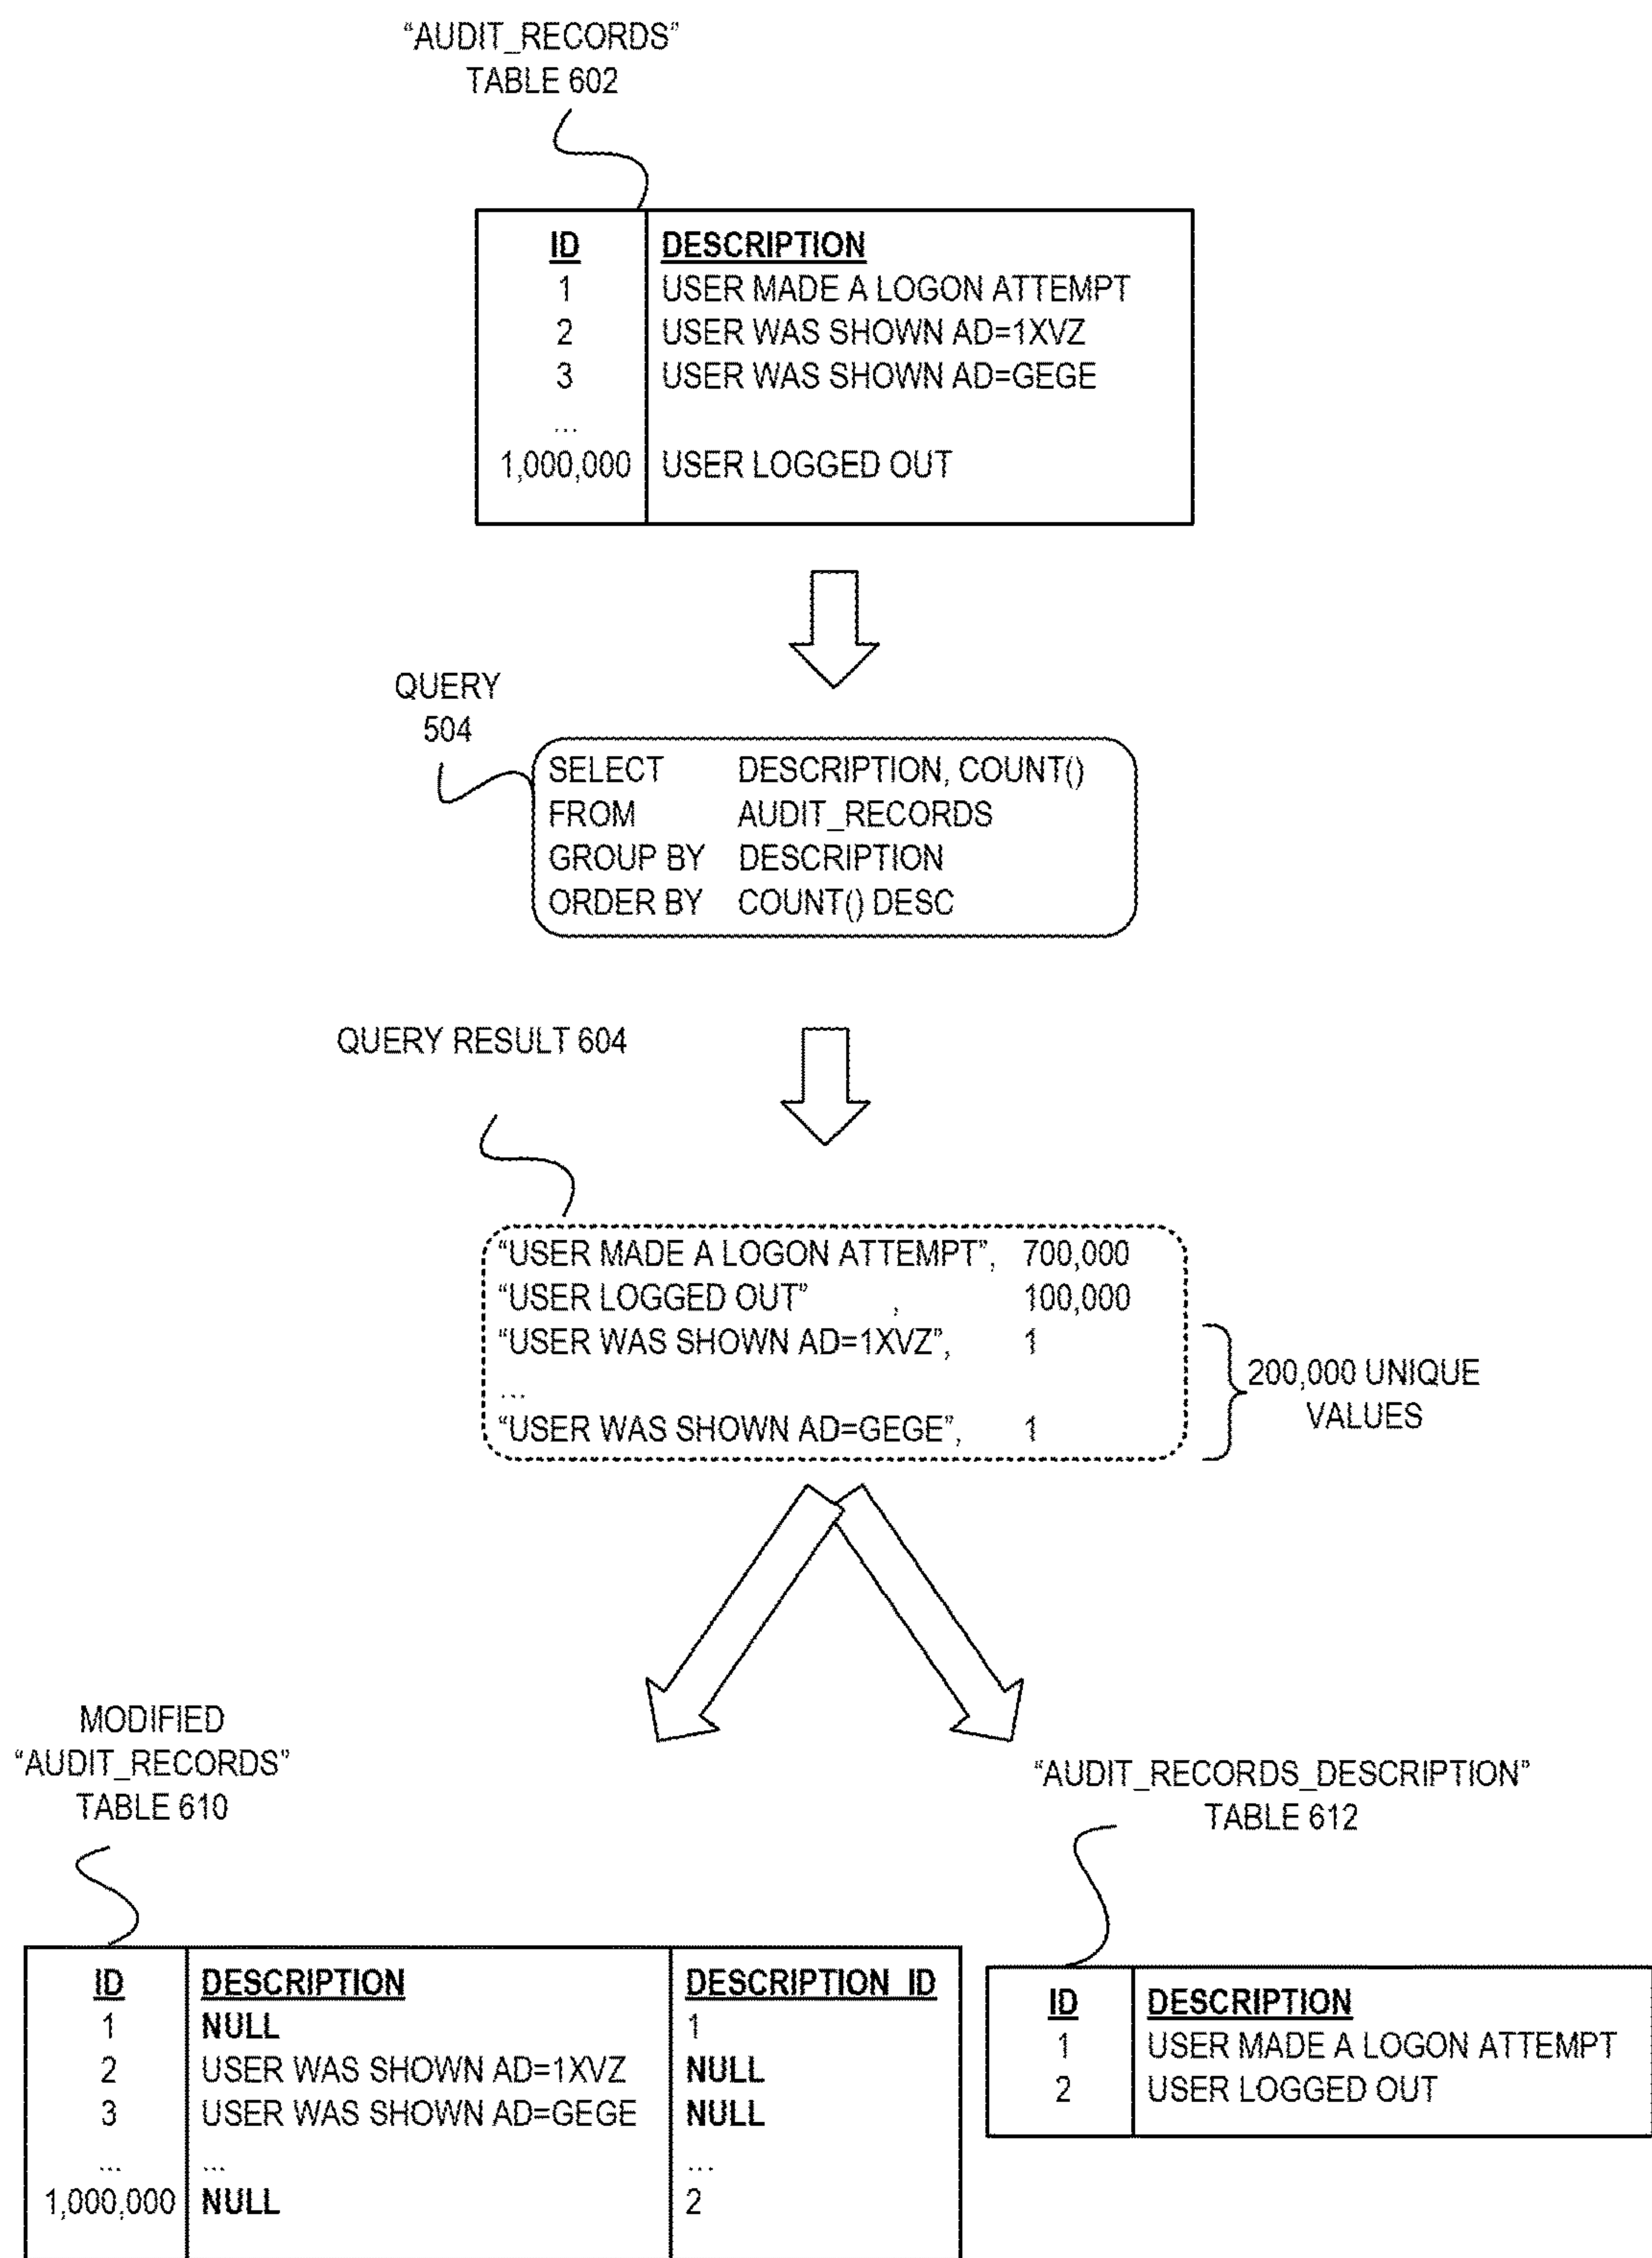 “AUDIT_RECORDS”
TABLE 602
ID DESCRIPTION
1 USER MADE A LOGON ATTEMPT
2 USER WAS SHOWN AD=1XVZ
3 USER WAS SHOWN AD=GEGE
...
1,000,000 USER LOGGED OUT
QUERY
504
SELECT DESCRIPTION, COUNT()
FROM AUDIT_RECORDS
GROUP BY DESCRIPTION
ORDER BY COUNT() DESC
QUERY RESULT 604
“USER MADE A LOGON ATTEMPT”, 700,000
“USER LOGGED OUT” , 100,000
“USER WAS SHOWN AD=1XVZ”, 1
...
“USER WAS SHOWN AD=GEGE”, 1
200,000 UNIQUE
VALUES
MODIFIED
“AUDIT_RECORDS”
TABLE 610
ID DESCRIPTION DESCRIPTION_ID
1 NULL 1
2 USER WAS SHOWN AD=1XVZ NULL
3 USER WAS SHOWN AD=GEGE NULL
... ... ...
1,000,000 NULL 2
“AUDIT_RECORDS_DESCRIPTION”
TABLE 612
ID DESCRIPTION
1 USER MADE A LOGON ATTEMPT
2 USER LOGGED OUT